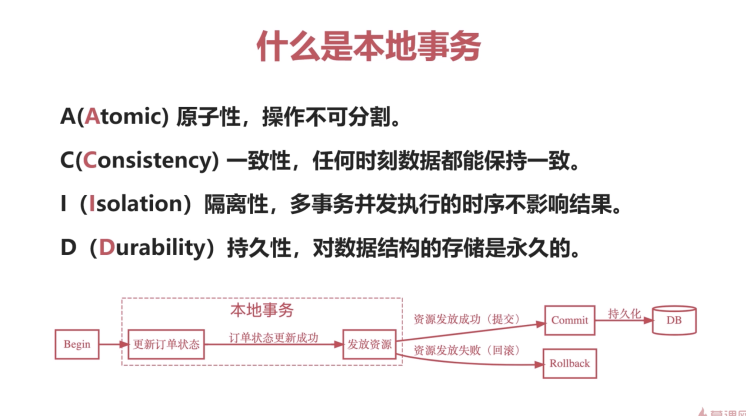 什么是本地事务
A(Atomic) 原子性，操作不可分割。
C(Consistency) 一致性，任何时刻数据都能保持一致。
I（Isolation）隔离性，多事务并发执行的时序不影响结果。
D（Durability）持久性，对数据结构的存储是永久的。
本地事务
Begin
更新订单状态
订单状态更新成功
发放资源
资源发放成功（提交）
Commit
持久化
DB
资源发放失败（回滚）
Rollback